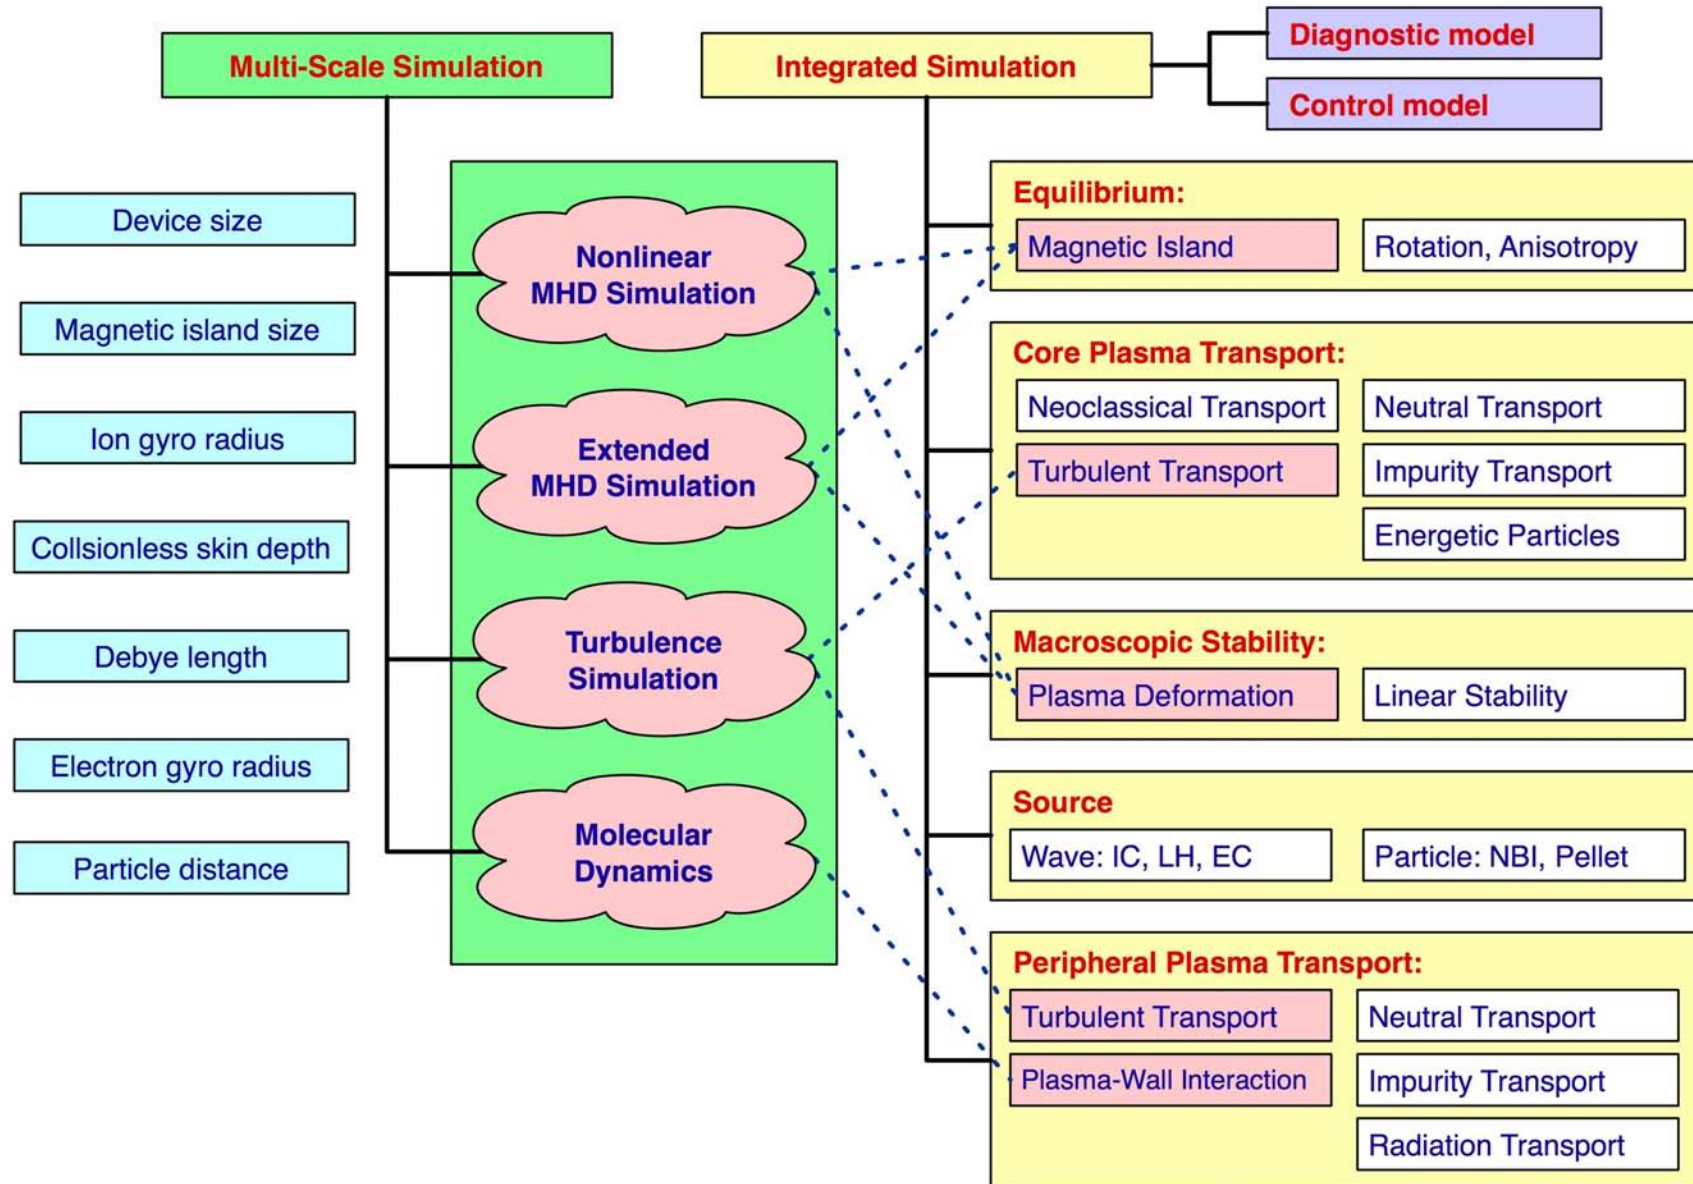 Multi-Scale Simulation
Integrated Simulation
Diagnostic model
Control model
Device size
Magnetic island size
Ion gyro radius
Collsionless skin depth
Debye length
Electron gyro radius
Particle distance
Nonlinear
MHD Simulation
Extended
MHD Simulation
Turbulence
Simulation
Molecular
Dynamics
Equilibrium:
Magnetic Island
Rotation, Anisotropy
Core Plasma Transport:
Neoclassical Transport
Neutral Transport
Turbulent Transport
Impurity Transport
Energetic Particles
Macroscopic Stability:
Plasma Deformation
Linear Stability
Source
Wave: IC, LH, EC
Particle: NBI, Pellet
Peripheral Plasma Transport:
Turbulent Transport
Neutral Transport
Plasma-Wall Interaction
Impurity Transport
Radiation Transport